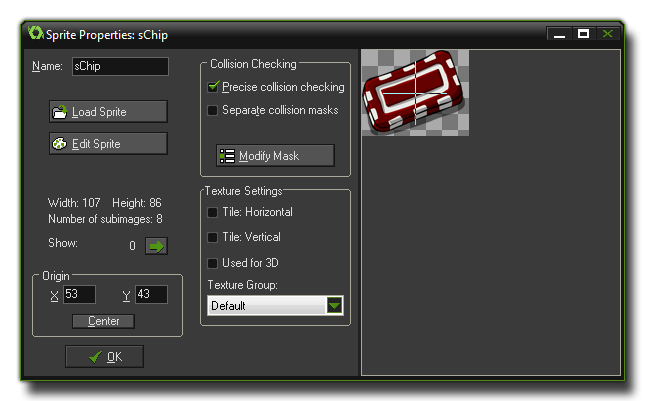 Sprite Properties: sChip
Name: sChip
Load Sprite
Edit Sprite
Width: 107 Height: 86
Number of subimages: 8
Show: 0
Origin
X 53 Y 43
Center
OK
Collision Checking
Precise collision checking
Separate collision masks
Modify Mask
Texture Settings
Tile: Horizontal
Tile: Vertical
Used for 3D
Texture Group:
Default